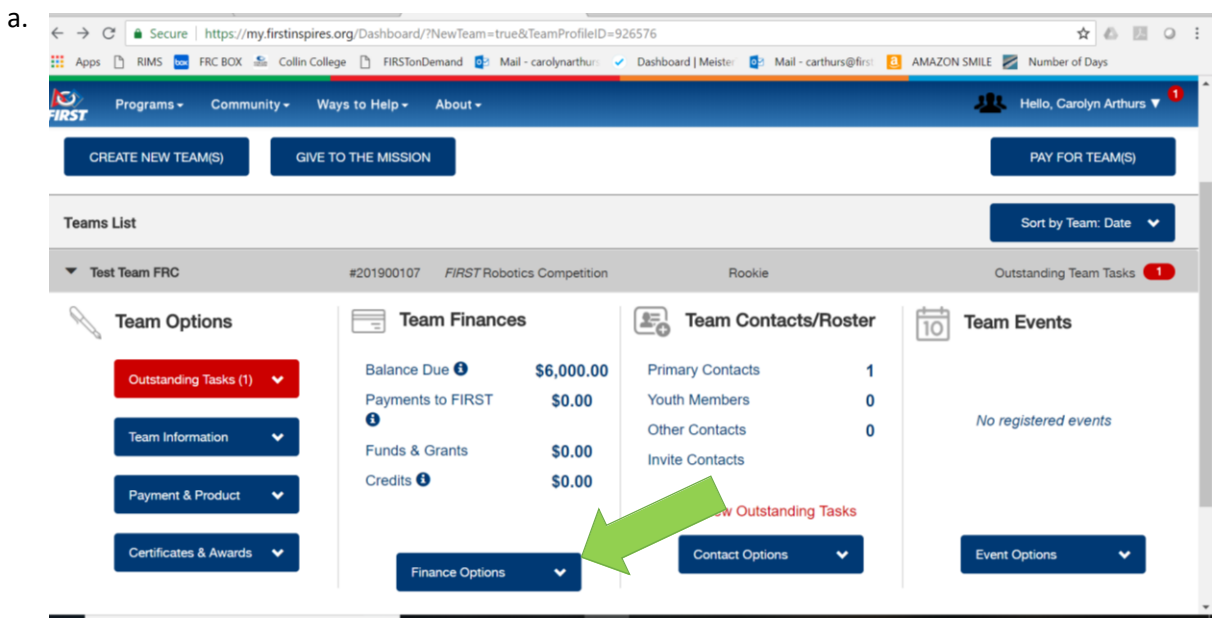 a.
Secure | https://my.firstinspires.org/Dashboard/?NewTeam=true&TeamProfileID=926576
Apps RIMS box FRC BOX Collin College FIRSTonDemand Mail - carolynarthur Dashboard | Meister Mail - carthurs@first. AMAZON SMILE Number of Days
FIRST Programs Community Ways to Help About Hello, Carolyn Arthurs 1
CREATE NEW TEAM(S) GIVE TO THE MISSION PAY FOR TEAM(S)
Teams List Sort by Team: Date
Test Team FRC #201900107 FIRST Robotics Competition Rookie Outstanding Team Tasks 1
Team Options Team Finances Team Contacts/Roster 10 Team Events
Outstanding Tasks (1)
Team Information
Payment & Product
Certificates & Awards
Balance Due $6,000.00
Payments to FIRST $0.00
Funds & Grants $0.00
Credits $0.00
Finance Options
Primary Contacts 1
Youth Members 0
Other Contacts 0
Invite Contacts
Outstanding Tasks
Contact Options
No registered events
Event Options